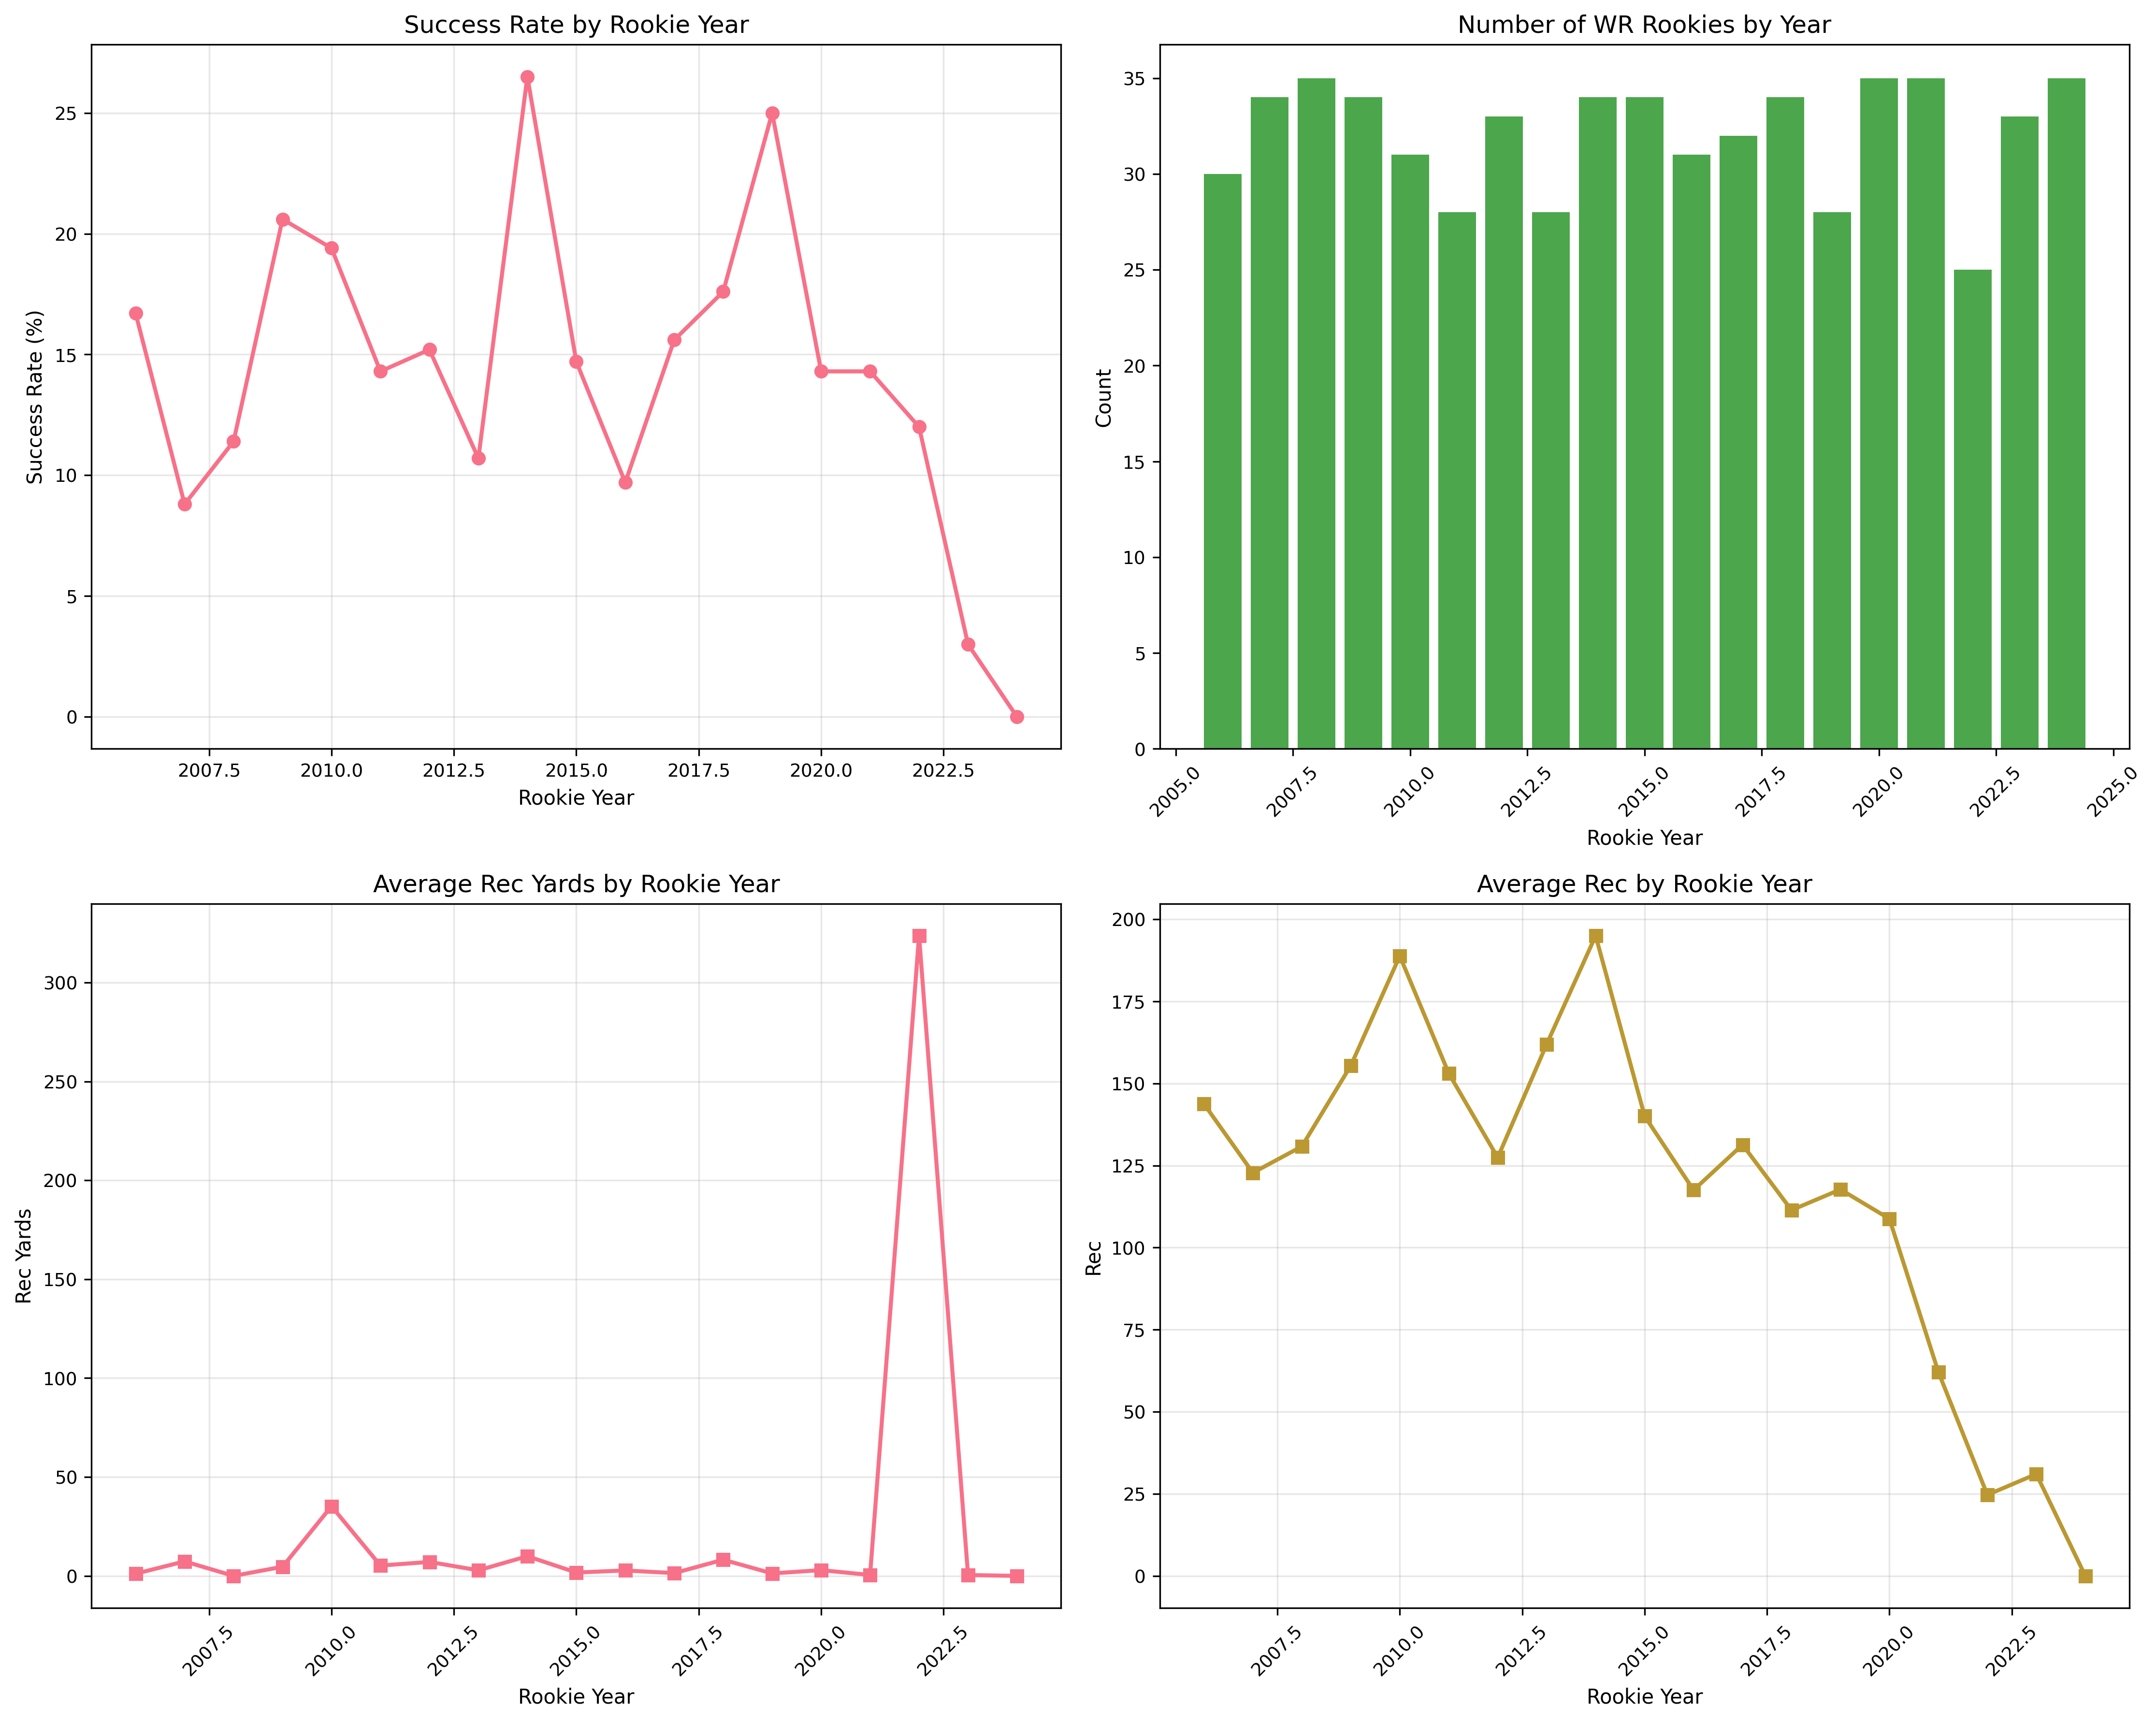 Success Rate by Rookie Year
Success Rate (%)
25
20
15
10
5
0
2007.5 2010.0 2012.5 2015.0 2017.5 2020.0 2022.5
Rookie Year
Number of WR Rookies by Year
Count
35
30
25
20
15
10
5
0
2005.0 2007.5 2010.0 2012.5 2015.0 2017.5 2020.0 2022.5 2025.0
Rookie Year
Average Rec Yards by Rookie Year
Rec Yards
300
250
200
150
100
50
0
2007.5 2010.0 2012.5 2015.0 2017.5 2020.0 2022.5
Rookie Year
Average Rec by Rookie Year
Rec
200
175
150
125
100
75
50
25
0
2007.5 2010.0 2012.5 2015.0 2017.5 2020.0 2022.5
Rookie Year